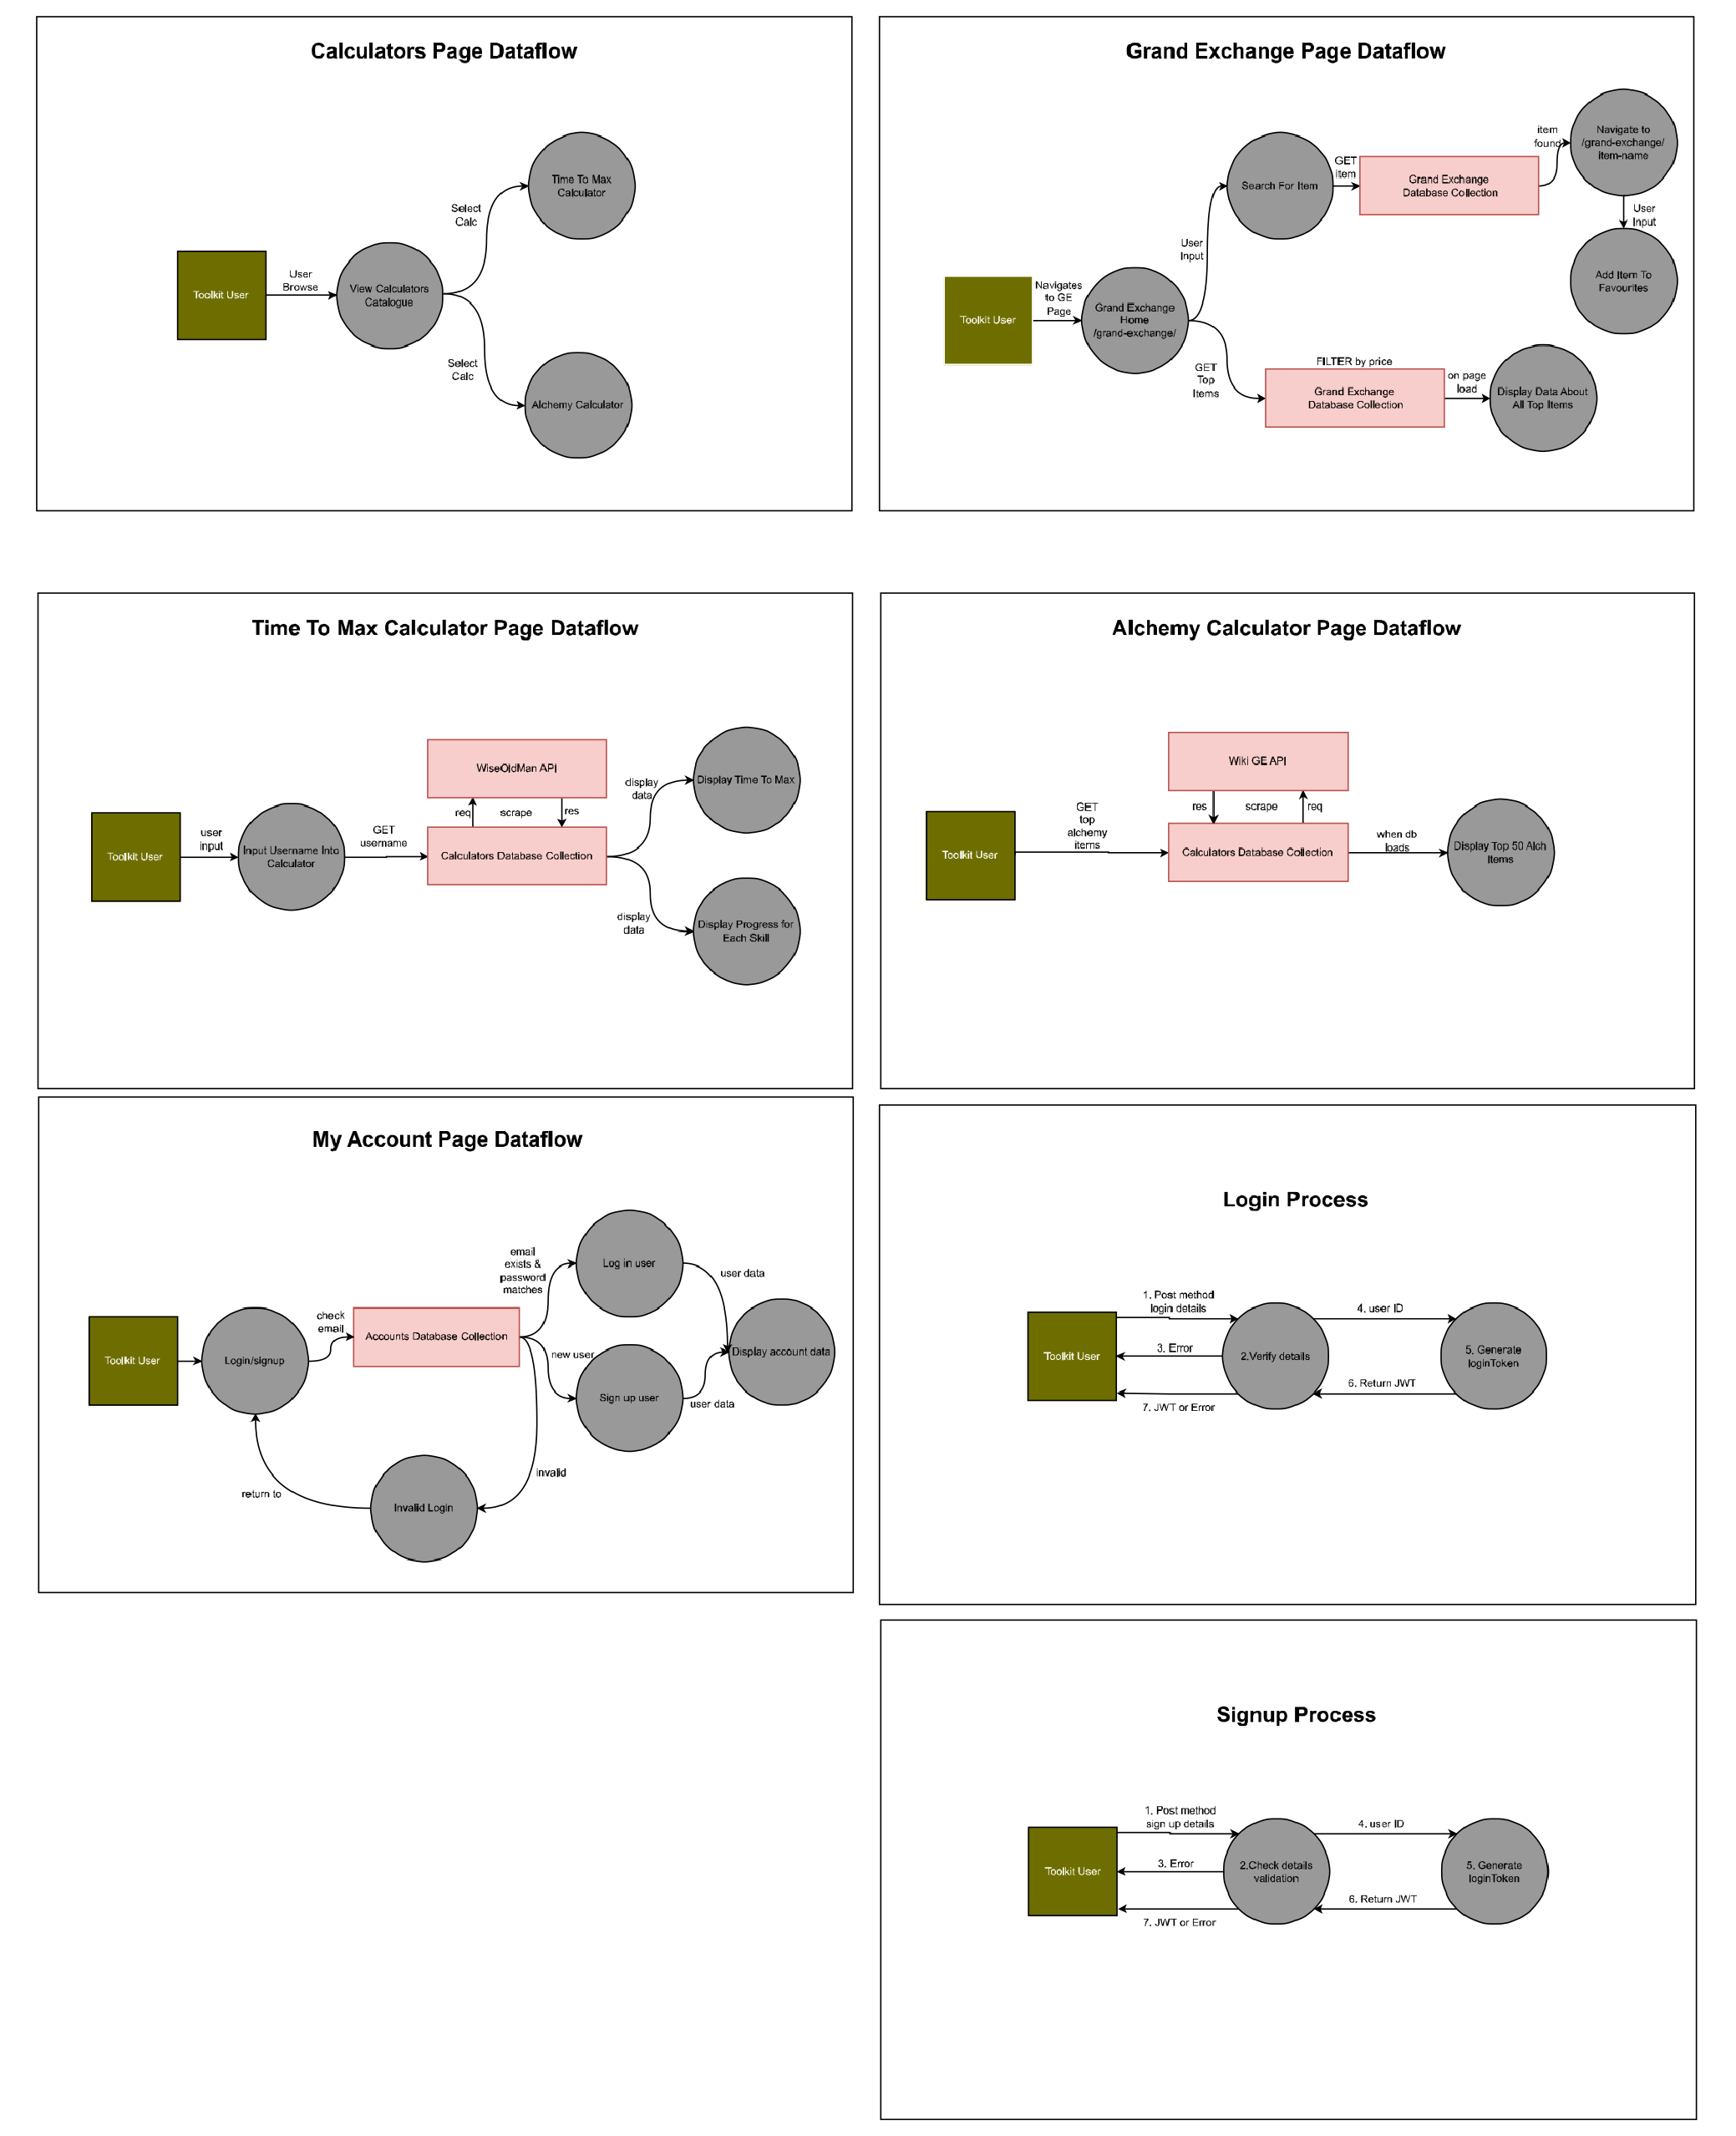 Calculators Page Dataflow
Time To Max
Calculator
Select
Calc
User
Browse
Toolkit User
View Calculators
Catalogue
Select
Calc
Alchemy Calculator
Grand Exchange Page Dataflow
item
found
Navigate to
/grand-exchange/
item-name
GET
item
Search For Item
Grand Exchange
Database Collection
User
Input
User
Input
Add Item To
Favourites
Navigates
to GE
Page
Toolkit User
Grand Exchange
Home
/grand-exchange/
GET
Top
Items
FILTER by price
Grand Exchange
Database Collection
on page
load
Display Data About
All Top Items
Time To Max Calculator Page Dataflow
WiseOldMan API
display
data
Display Time To Max
req
scrape
res
user
input
GET
username
Toolkit User
Input Username Into
Calculator
Calculators Database Collection
display
data
Display Progress for
Each Skill
Alchemy Calculator Page Dataflow
Wiki GE API
res
scrape
req
GET
top
alchemy
items
Toolkit User
Calculators Database Collection
when db
loads
Display Top 50 Alch
Items
My Account Page Dataflow
email
exists &
password
matches
Log in user
user data
check
email
Toolkit User
Login/signup
Accounts Database Collection
new user
Display account data
Sign up user
user data
invalid
return to
Invalid Login
Login Process
1. Post method
login details
4. user ID
Toolkit User
3. Error
2.Verify details
5. Generate
loginToken
6. Return JWT
7. JWT or Error
Signup Process
1. Post method
sign up details
4. user ID
Toolkit User
3. Error
2.Check details
validation
5. Generate
loginToken
6. Return JWT
7. JWT or Error